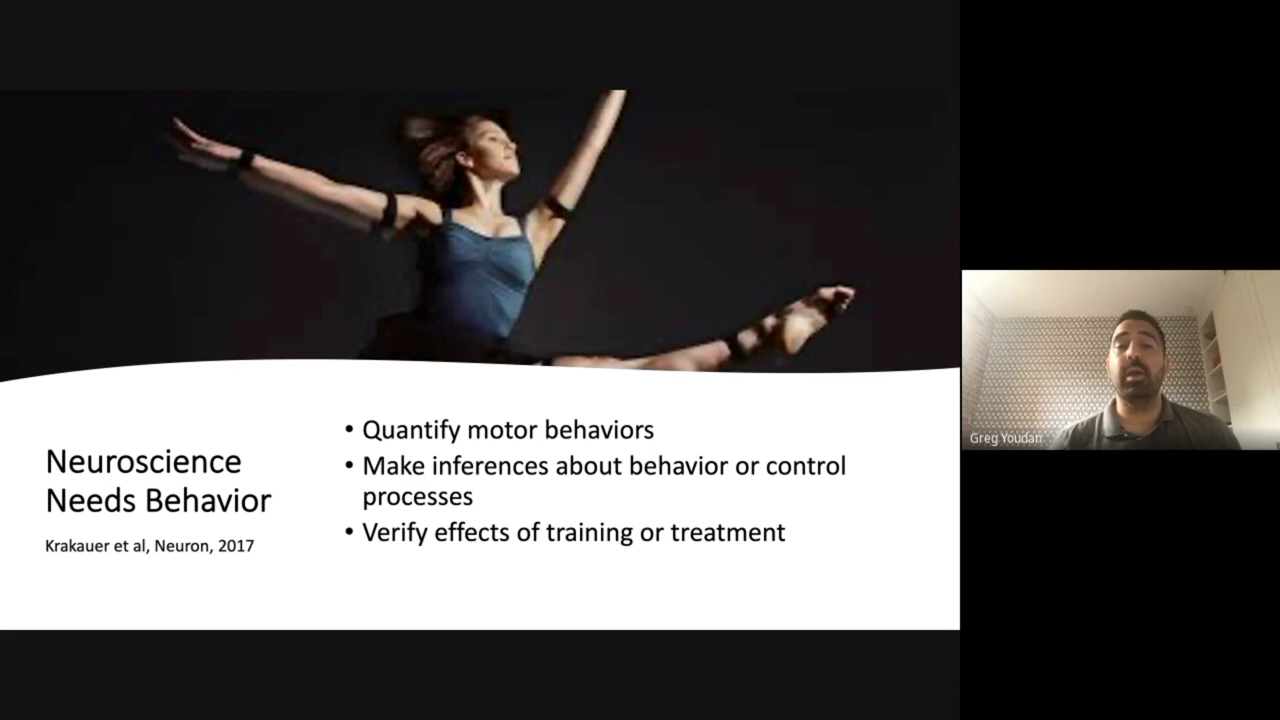 Neuroscience
Needs Behavior
Krakauer et al, Neuron, 2017
• Quantify motor behaviors
• Make inferences about behavior or control
processes
• Verify effects of training or treatment
Greg Youdan